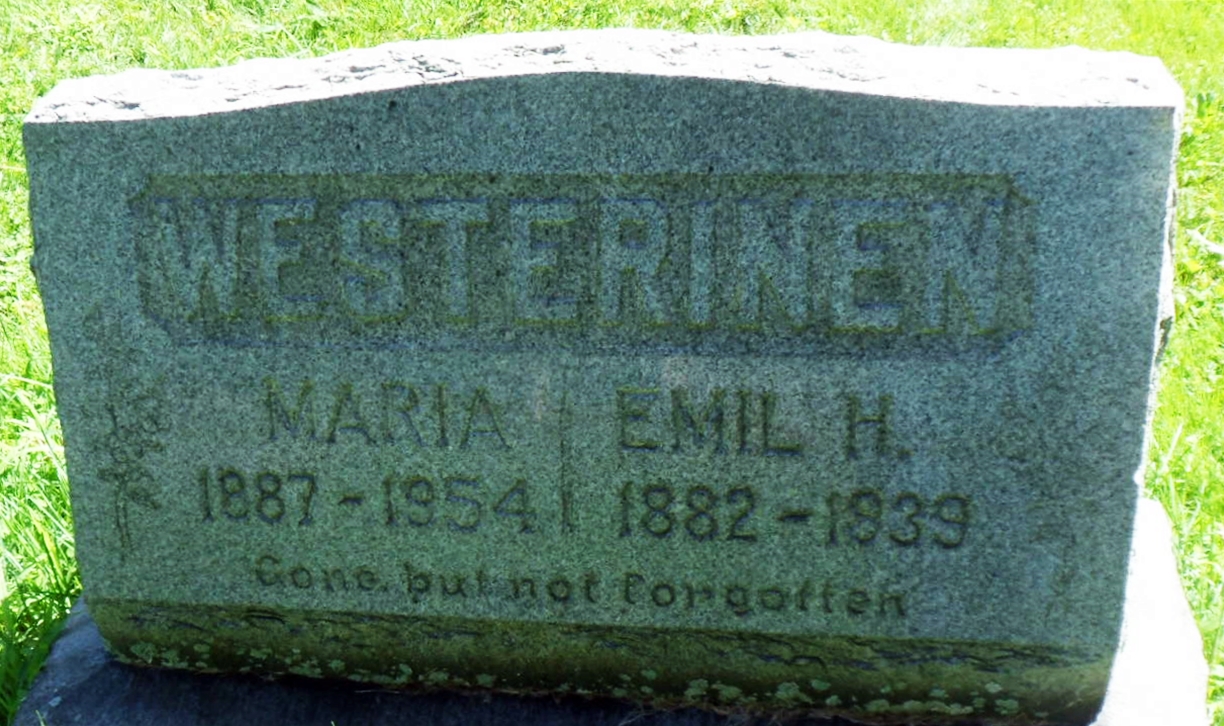 WESTERINEN
MARIA | EMIL H.
1887 - 1954 | 1882 - 1939
Gone, but not forgotten